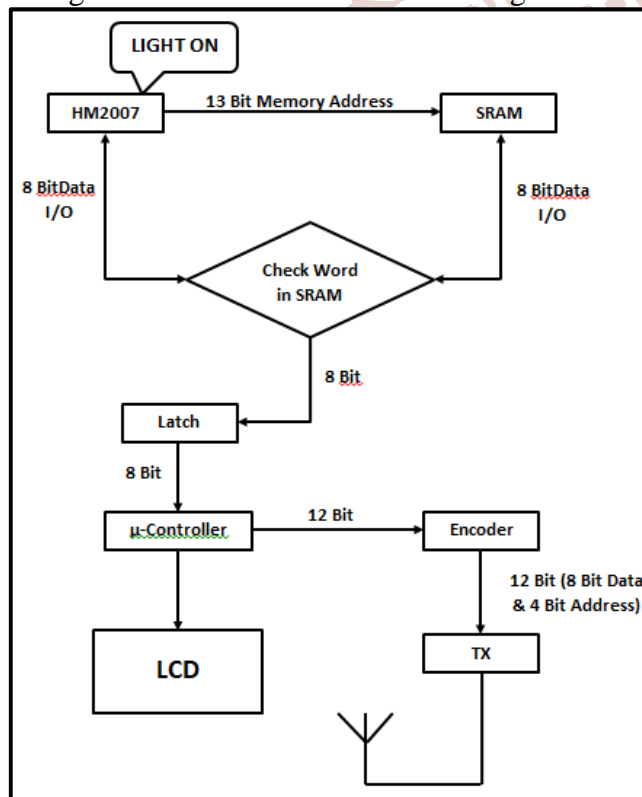 LIGHT ON
HM2007
13 Bit Memory Address
SRAM
8 BitData
I/O
8 BitData
I/O
Check Word
in SRAM
8 Bit
Latch
8 Bit
µ-Controller
12 Bit
Encoder
12 Bit (8 Bit Data
& 4 Bit Address)
LCD
TX